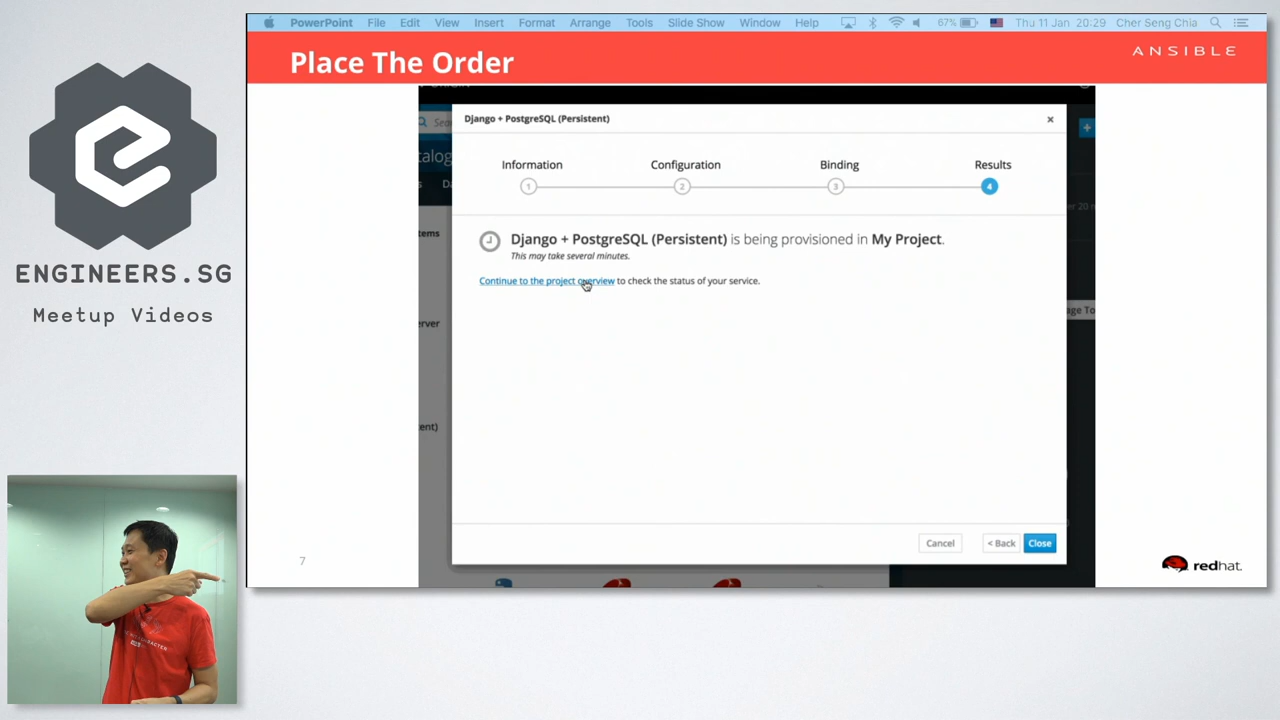 PowerPoint File Edit View Insert Format Arrange Tools Slide Show Window Help 67% Thu 11 Jan 20:29 Cher Seng Chia
Place The Order
ANSIBLE
Django + PostgreSQL (Persistent)
Information Configuration Binding Results
1 2 3 4
Django + PostgreSQL (Persistent) is being provisioned in My Project.
This may take several minutes.
Continue to the project overview to check the status of your service.
Cancel < Back Close
7
redhat.
ENGINEERS.SG
Meetup Videos